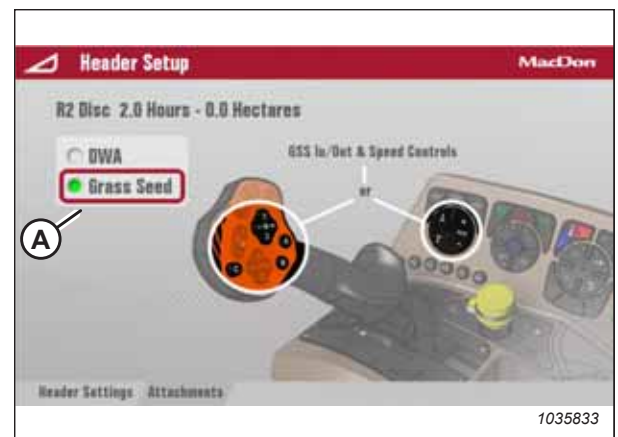 Header Setup
MacDon
R2 Disc 2.0 Hours - 0.0 Hectares
DWA
Grass Seed
GSS In/Out & Speed Controls
or
A
Header Settings Attachments
1035833